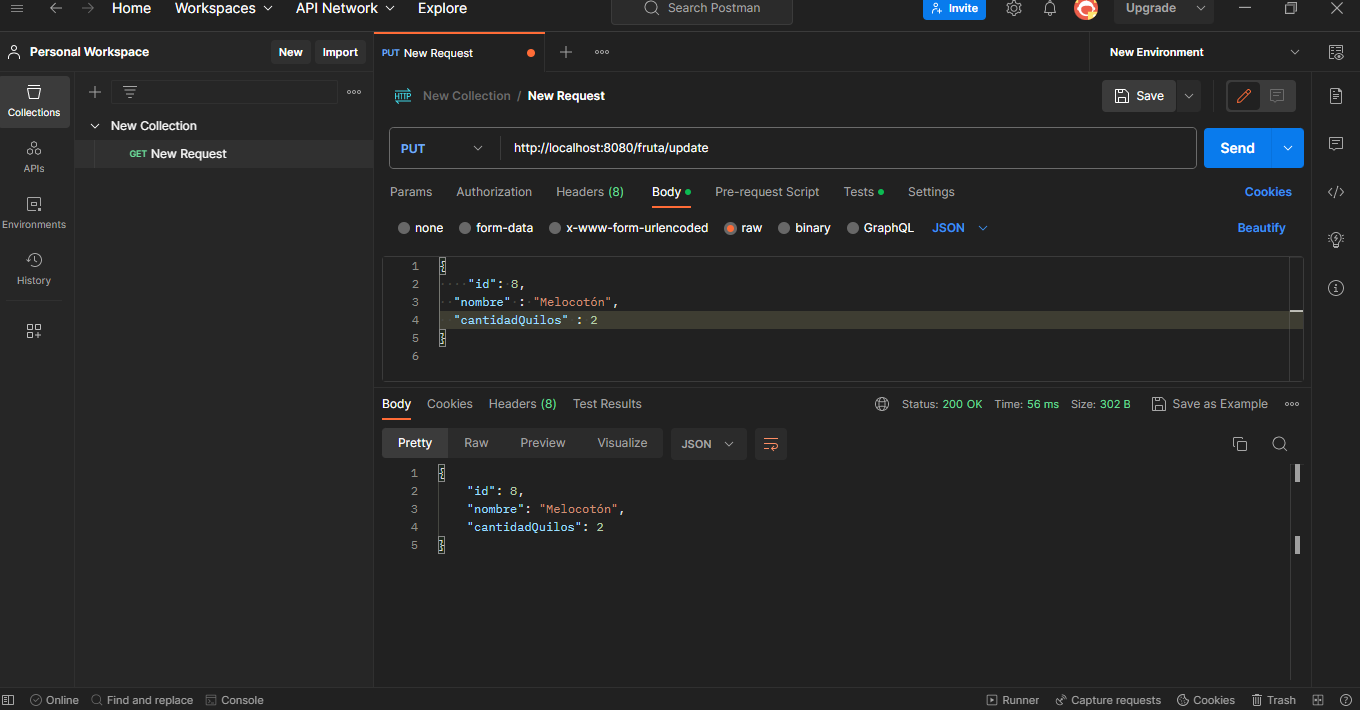 Home Workspaces API Network Explore Search Postman Invite Upgrade
Personal Workspace New Import PUT New Request New Environment
Collections
New Collection / New Request Save
New Collection
GET New Request
PUT http://localhost:8080/fruta/update Send
APIs
Params Authorization Headers (8) Body Pre-request Script Tests Settings Cookies
Environments
none form-data x-www-form-urlencoded raw binary GraphQL JSON Beautify
History
1 {
2 "id": 8,
3 "nombre" : "Melocotón",
4 "cantidadQuilos" : 2
5 }
6
Body Cookies Headers (8) Test Results Status: 200 OK Time: 56 ms Size: 302 B Save as Example
Pretty Raw Preview Visualize JSON
1 {
2 "id": 8,
3 "nombre": "Melocotón",
4 "cantidadQuilos": 2
5 }
Online Find and replace Console Runner Capture requests Cookies Trash